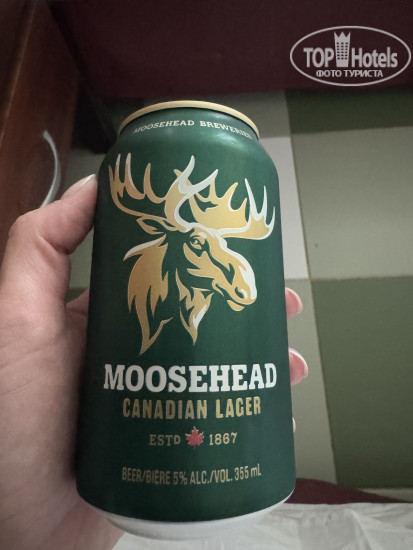 TOP Hotels
ФОТО ТУРИСТА
MOOSEHEAD BREWERIES
MOOSEHEAD
CANADIAN LAGER
ESTD 1867
BEER/BIÈRE 5% ALC./VOL. 355 mL